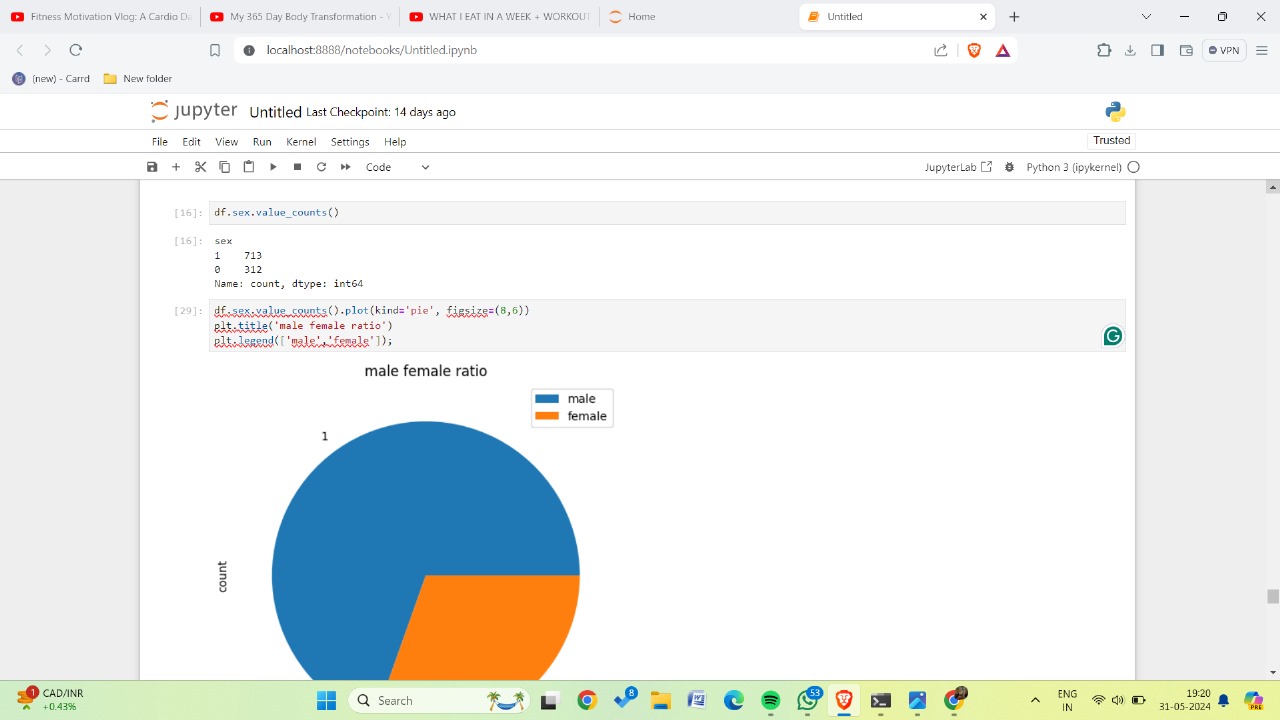 Fitness Motivation Vlog: A Cardio Da
My 365 Day Body Transformation - Y
WHAT I EAT IN A WEEK + WORKOUT
Home
Untitled
localhost:8888/notebooks/Untitled.ipynb
VPN
(new) - Carrd
New folder
jupyter Untitled Last Checkpoint: 14 days ago
File Edit View Run Kernel Settings Help
Trusted
Code
JupyterLab
Python 3 (ipykernel)
[16]: df.sex.value_counts()
[16]: sex
1 713
0 312
Name: count, dtype: int64
[29]: df.sex.value_counts().plot(kind='pie', figsize=(8,6))
plt.title('male female ratio')
plt.legend(['male','female']);
male female ratio
male
female
1
count
1
CAD/INR
+0.43%
Search
8
53
PRE
ENG
IN
19:20
31-05-2024